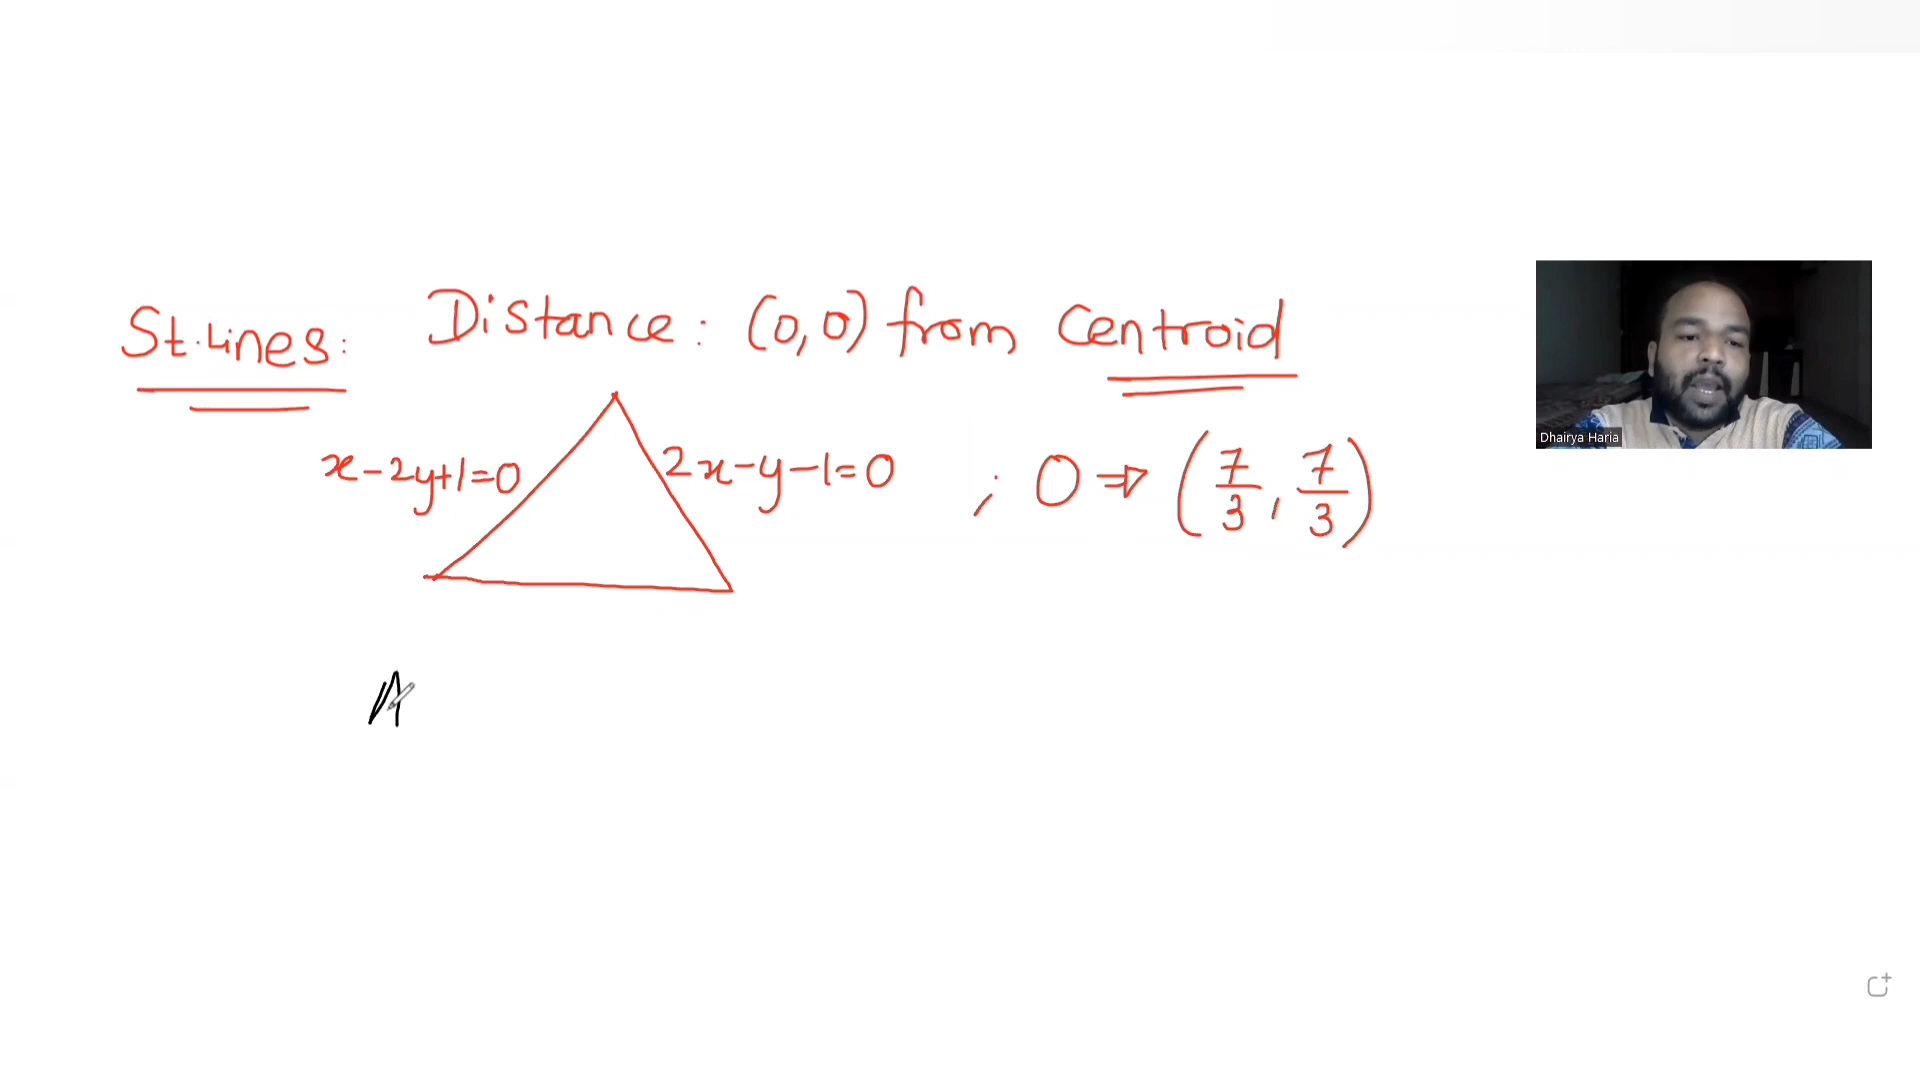 St. Lines: Distance: (0,0) from Centroid
x-2y+1=0 2x-y-1=0 ; O ⇒ (7/3, 7/3)
Dhairya Haria
A